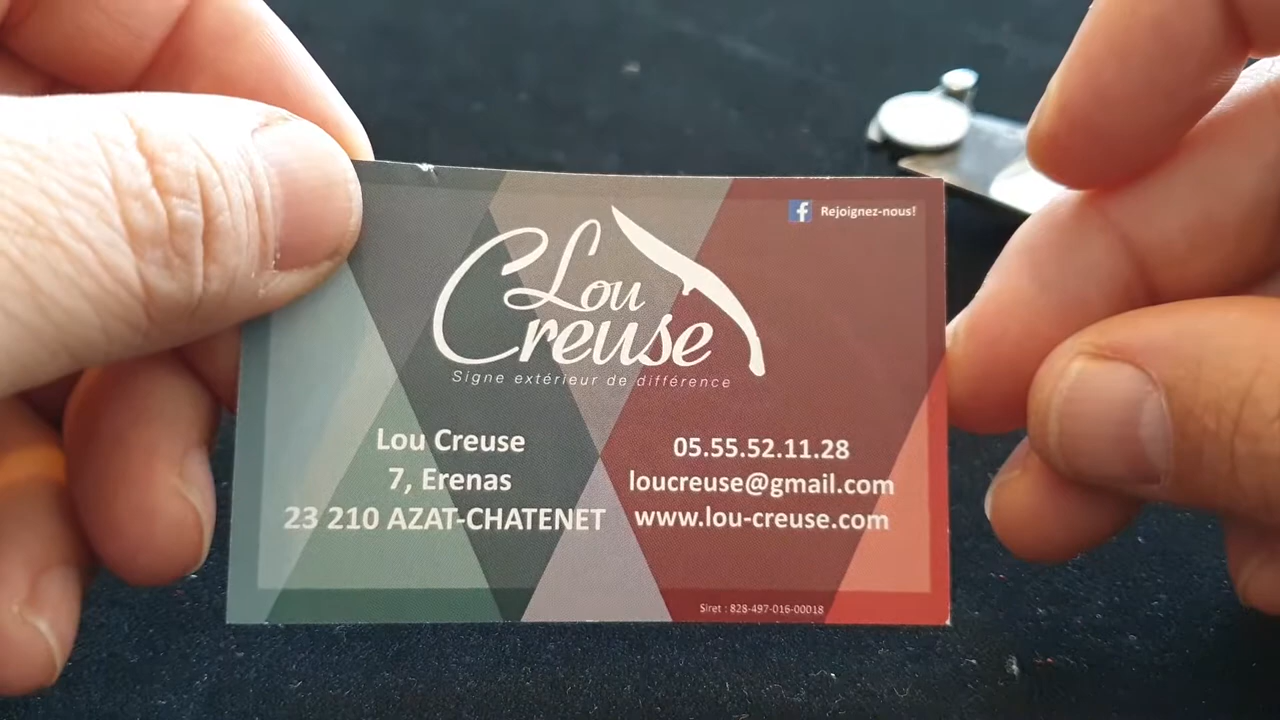 Rejoignez-nous!
Lou
Creuse
Signe extérieur de différence
Lou Creuse
7, Erenas
23 210 AZAT-CHATENET
05.55.52.11.28
loucreuse@gmail.com
www.lou-creuse.com
Siret : 828-497-016-00018